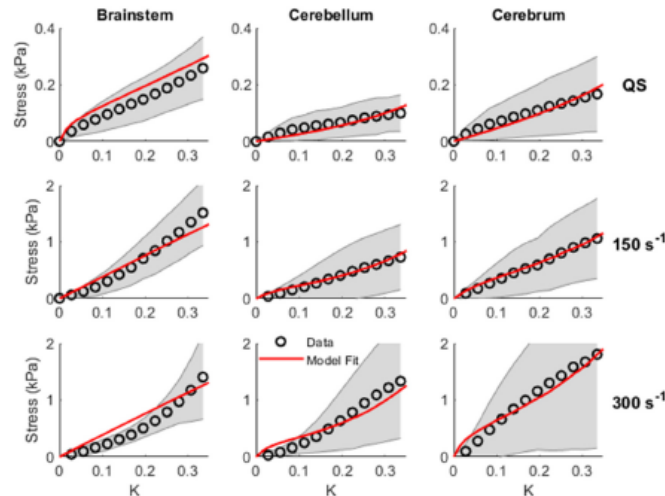 Brainstem Cerebellum Cerebrum
0.4 0.4 0.4
Stress (kPa) 0.2 0.2 0.2 QS
0 0 0
0 0.1 0.2 0.3 0 0.1 0.2 0.3 0 0.1 0.2 0.3
2 2 2
Stress (kPa) 1 1 1 150 s⁻¹
0 0 0
0 0.1 0.2 0.3 0 0.1 0.2 0.3 0 0.1 0.2 0.3
2 2 Data 2
Model Fit
Stress (kPa) 1 1 1 300 s⁻¹
0 0 0
0 0.1 0.2 0.3 0 0.1 0.2 0.3 0 0.1 0.2 0.3
K K K